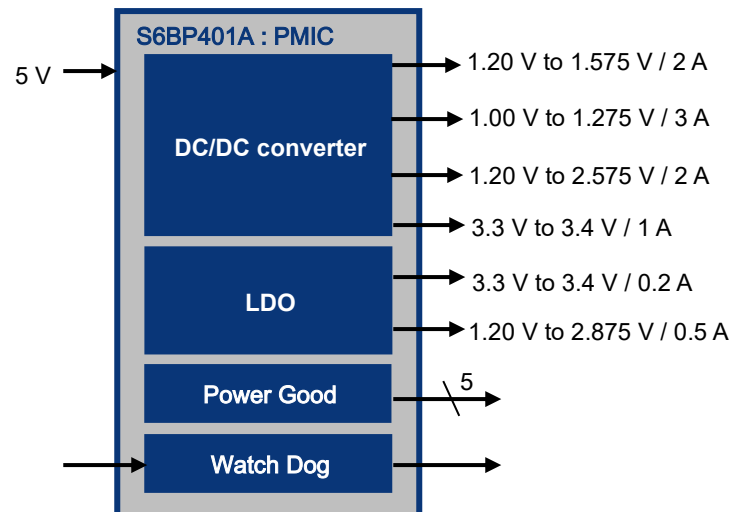 S6BP401A : PMIC
5 V
DC/DC converter
1.20 V to 1.575 V / 2 A
1.00 V to 1.275 V / 3 A
1.20 V to 2.575 V / 2 A
3.3 V to 3.4 V / 1 A
LDO
3.3 V to 3.4 V / 0.2 A
1.20 V to 2.875 V / 0.5 A
Power Good
5
Watch Dog